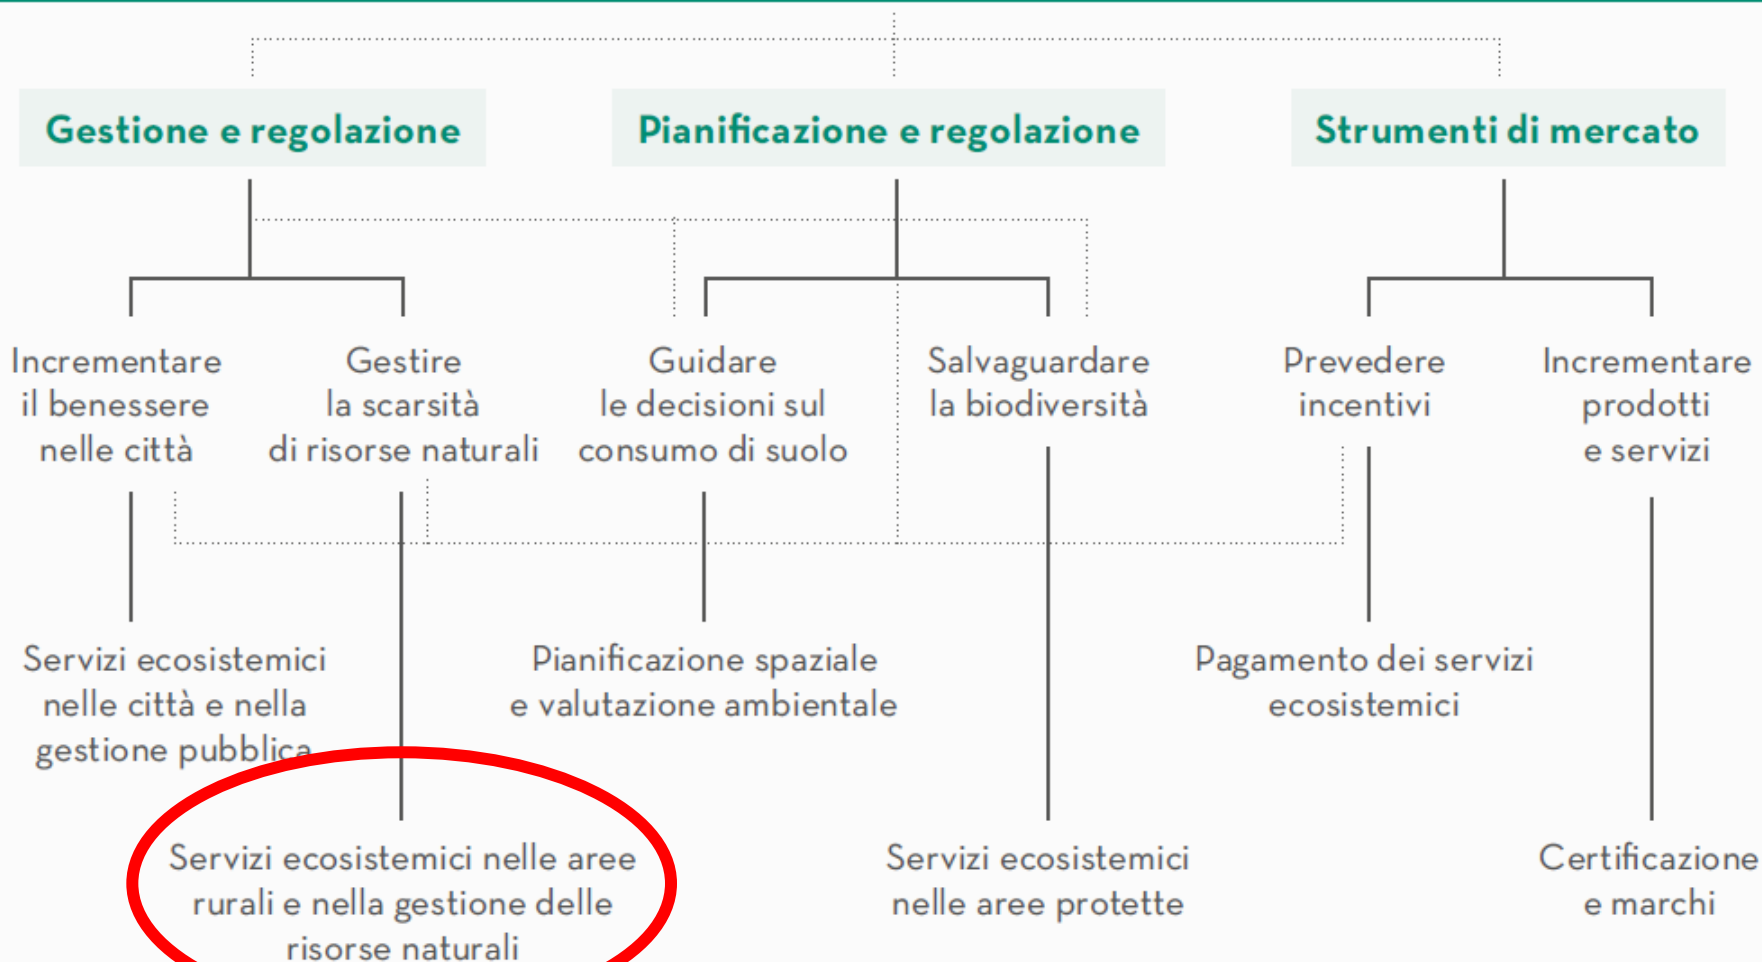 Gestione e regolazione
Pianificazione e regolazione
Strumenti di mercato
Incrementare
il benessere
nelle città
Gestire
la scarsità
di risorse naturali
Guidare
le decisioni sul
consumo di suolo
Salvaguardare
la biodiversità
Prevedere
incentivi
Incrementare
prodotti
e servizi
Servizi ecosistemici
nelle città e nella
gestione pubblica
Pianificazione spaziale
e valutazione ambientale
Pagamento dei servizi
ecosistemici
Servizi ecosistemici nelle aree
rurali e nella gestione delle
risorse naturali
Servizi ecosistemici
nelle aree protette
Certificazione
e marchi